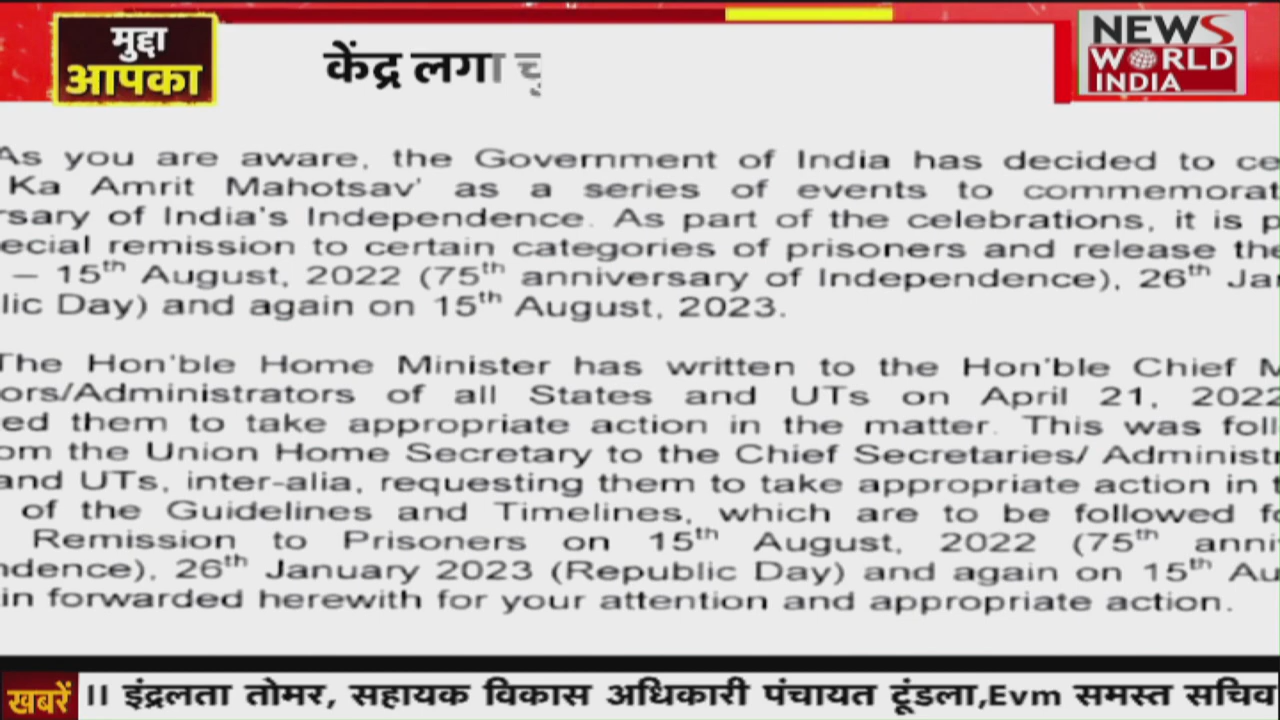 मुद्दा
आपका
केंद्र लगा
NEWS
WORLD
INDIA
As you are aware, the Government of India has decided to ce
Ka Amrit Mahotsav' as a series of events to commemorat
rsary of India's Independence. As part of the celebrations, it is p
ecial remission to certain categories of prisoners and release the
– 15th August, 2022 (75th anniversary of Independence), 26th Jan
lic Day) and again on 15th August, 2023.
The Hon'ble Home Minister has written to the Hon'ble Chief M
ors/Administrators of all States and UTs on April 21, 2022
ed them to take appropriate action in the matter. This was foll
om the Union Home Secretary to the Chief Secretaries/ Administr
and UTs, inter-alia, requesting them to take appropriate action in t
of the Guidelines and Timelines, which are to be followed fo
Remission to Prisoners on 15th August, 2022 (75th anni
ndence), 26th January 2023 (Republic Day) and again on 15th Au
in forwarded herewith for your attention and appropriate action.
खबरें
।। इंद्रलता तोमर, सहायक विकास अधिकारी पंचायत टूंडला,Evm समस्त सचिव